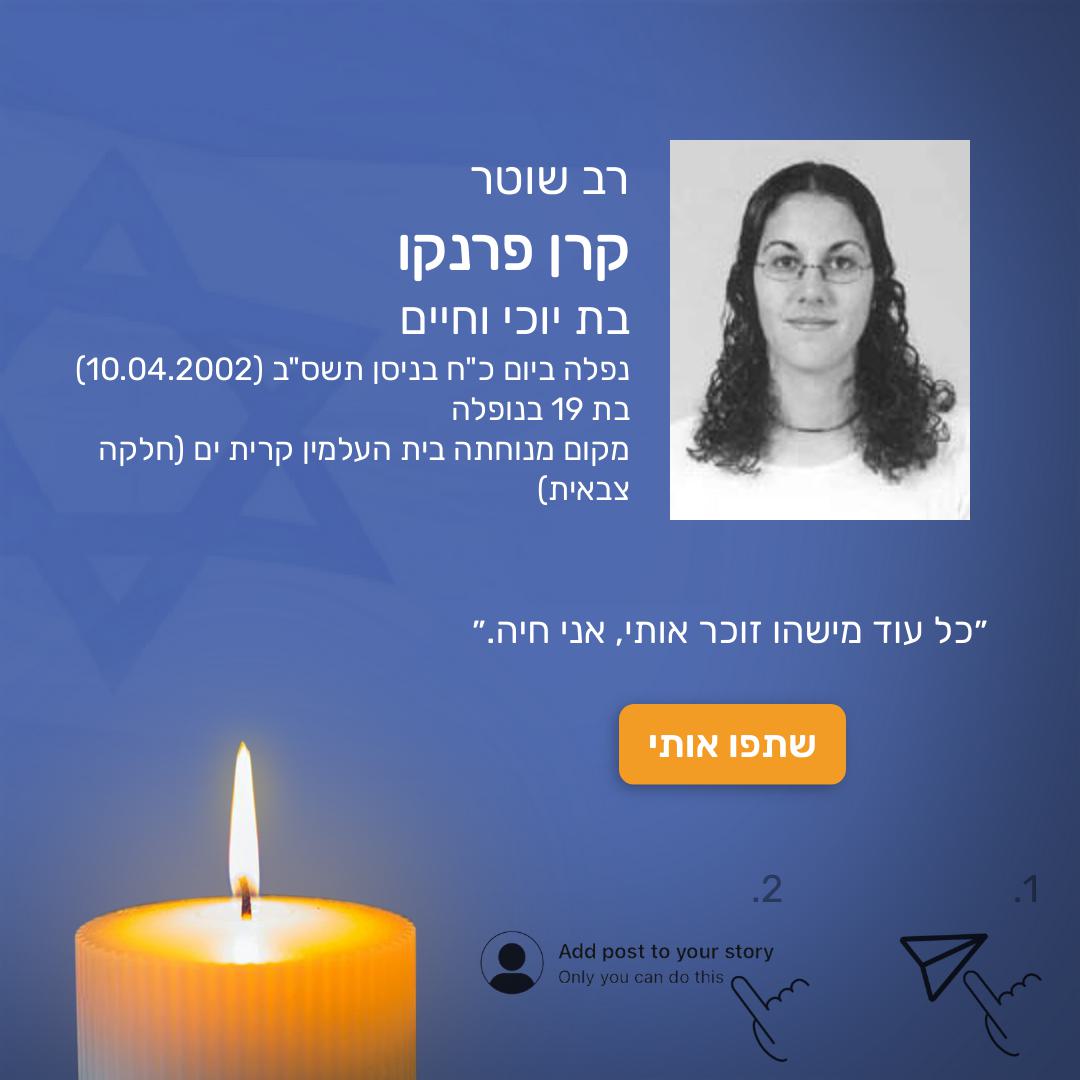 רב שוטר
קרן פרנקו
בת יוכי וחיים
נפלה ביום כ"ח בניסן תשס"ב (10.04.2002)
בת 19 בנופלה
מקום מנוחתה בית העלמין קרית ים (חלקה
צבאית)
״כל עוד מישהו זוכר אותי, אני חיה.״
שתפו אותי
.1
.2
Add post to your story
Only you can do this